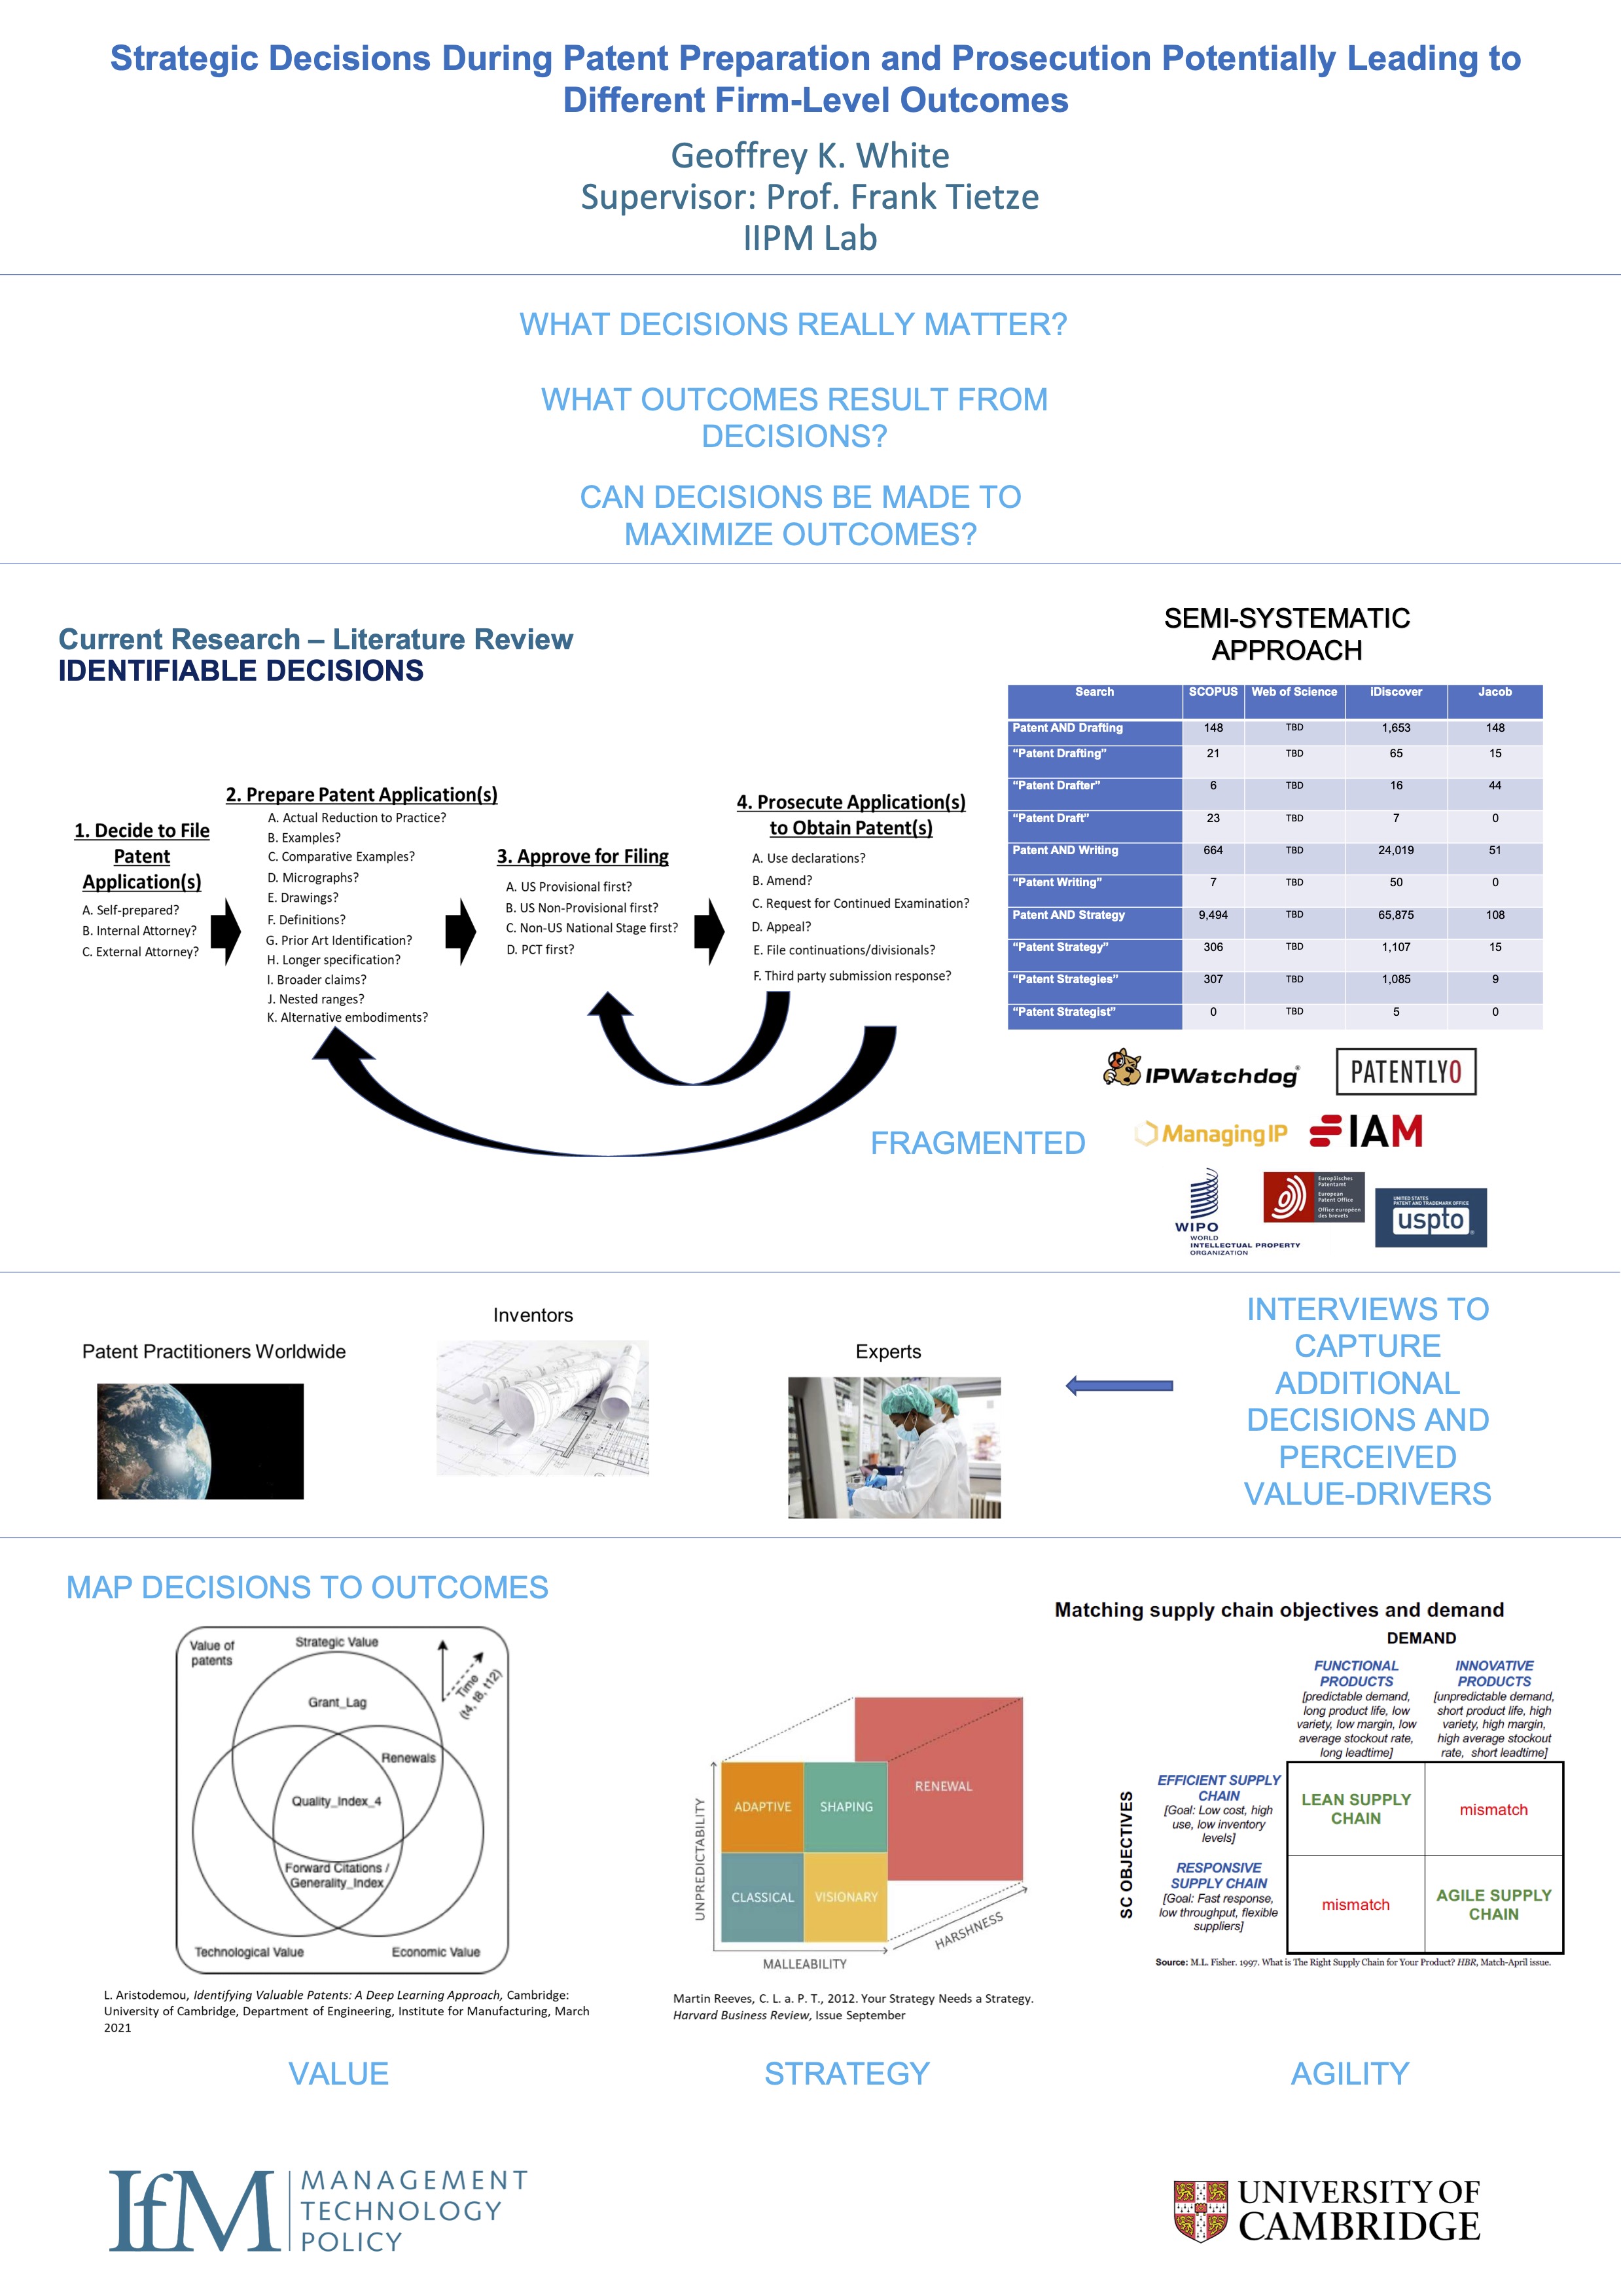 Strategic Decisions During Patent Preparation and Prosecution Potentially Leading to
Different Firm-Level Outcomes
Geoffrey K. White
Supervisor: Prof. Frank Tietze
IIPM Lab
WHAT DECISIONS REALLY MATTER?
WHAT OUTCOMES RESULT FROM
DECISIONS?
CAN DECISIONS BE MADE TO
MAXIMIZE OUTCOMES?
Current Research – Literature Review
IDENTIFIABLE DECISIONS
1. Decide to File
Patent
Application(s)
A. Self-prepared?
B. Internal Attorney?
C. External Attorney?
2. Prepare Patent Application(s)
A. Actual Reduction to Practice?
B. Examples?
C. Comparative Examples?
D. Micrographs?
E. Drawings?
F. Definitions?
G. Prior Art Identification?
H. Longer specification?
I. Broader claims?
J. Nested ranges?
K. Alternative embodiments?
3. Approve for Filing
A. US Provisional first?
B. US Non-Provisional first?
C. Non-US National Stage first?
D. PCT first?
4. Prosecute Application(s)
to Obtain Patent(s)
A. Use declarations?
B. Amend?
C. Request for Continued Examination?
D. Appeal?
E. File continuations/divisionals?
F. Third party submission response?
FRAGMENTED
SEMI-SYSTEMATIC
APPROACH
Search SCOPUS Web of Science iDiscover Jacob
Patent AND Drafting 148 TBD 1,653 148
“Patent Drafting” 21 TBD 65 15
“Patent Drafter” 6 TBD 16 44
“Patent Draft” 23 TBD 7 0
Patent AND Writing 664 TBD 24,019 51
“Patent Writing” 7 TBD 50 0
Patent AND Strategy 9,494 TBD 65,875 108
“Patent Strategy” 306 TBD 1,107 15
“Patent Strategies” 307 TBD 1,085 9
“Patent Strategist” 0 TBD 5 0
IPWatchdog®
PATENTLYO
Managing IP
IAM
WIPO
WORLD
INTELLECTUAL PROPERTY
ORGANIZATION
Europäisches
Patentamt
European
Patent Office
Office européen
des brevets
UNITED STATES
PATENT AND TRADEMARK OFFICE
uspto
Patent Practitioners Worldwide
Inventors
Experts
INTERVIEWS TO
CAPTURE
ADDITIONAL
DECISIONS AND
PERCEIVED
VALUE-DRIVERS
MAP DECISIONS TO OUTCOMES
Value of
patents
Strategic Value
Time
(t4, t8, t12)
Grant_Lag
Renewals
Quality_Index_4
Forward Citations /
Generality_Index
Technological Value
Economic Value
L. Aristodemou, Identifying Valuable Patents: A Deep Learning Approach, Cambridge:
University of Cambridge, Department of Engineering, Institute for Manufacturing, March
2021
VALUE
UNPREDICTABILITY
ADAPTIVE
SHAPING
RENEWAL
CLASSICAL
VISIONARY
HARSHNESS
MALLEABILITY
Martin Reeves, C. L. a. P. T., 2012. Your Strategy Needs a Strategy.
Harvard Business Review, Issue September
STRATEGY
Matching supply chain objectives and demand
DEMAND
FUNCTIONAL
PRODUCTS
[predictable demand,
long product life, low
variety, low margin, low
average stockout rate,
long leadtime]
INNOVATIVE
PRODUCTS
[unpredictable demand,
short product life, high
variety, high margin,
high average stockout
rate, short leadtime]
SC OBJECTIVES
EFFICIENT SUPPLY
CHAIN
[Goal: Low cost, high
use, low inventory
levels]
LEAN SUPPLY
CHAIN
mismatch
RESPONSIVE
SUPPLY CHAIN
[Goal: Fast response,
low throughput, flexible
suppliers]
mismatch
AGILE SUPPLY
CHAIN
Source: M.L. Fisher. 1997. What is The Right Supply Chain for Your Product? HBR, Match-April issue.
AGILITY
IfM
MANAGEMENT
TECHNOLOGY
POLICY
UNIVERSITY OF
CAMBRIDGE